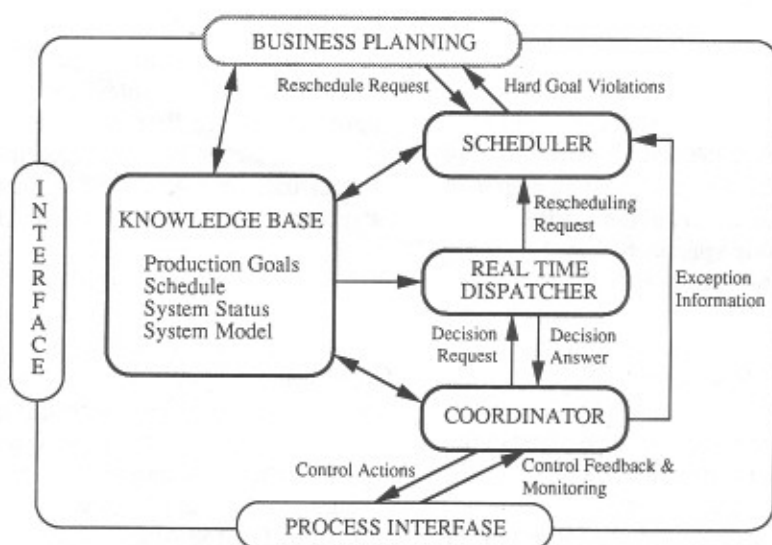 BUSINESS PLANNING
Reschedule Request
Hard Goal Violations
SCHEDULER
INTERFACE
KNOWLEDGE BASE
Production Goals
Schedule
System Status
System Model
Rescheduling
Request
REAL TIME
DISPATCHER
Exception
Information
Decision
Request
Decision
Answer
COORDINATOR
Control Actions
Control Feedback &
Monitoring
PROCESS INTERFASE